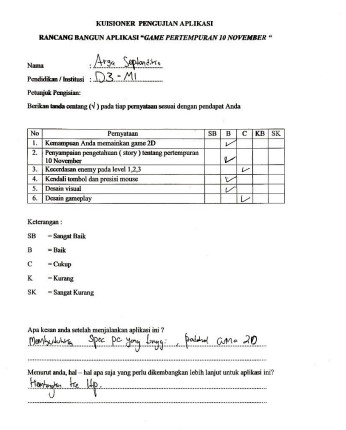 KUISIONER PENGUJIAN APLIKASI
RANCANG BANGUN APLIKASI "GAME PERTEMPURAN 10 NOVEMBER "
Nama : Arga Septiandika
Pendidikan / Institusi : D3 - MI
Petunjuk Pengisian:
Berikan tanda centang (√) pada tiap pernyataan sesuai dengan pendapat Anda
No Pernyataan SB B C KB SK
1. Kemampuan Anda memainkan game 2D ✓
2. Penyampaian pengetahuan ( story ) tentang pertempuran
10 November ✓
3. Kecerdasan enemy pada level 1,2,3 ✓
4. Kendali tombol dan presisi mouse ✓
5. Desain visual ✓
6. Desain gameplay ✓
Keterangan :
SB = Sangat Baik
B = Baik
C = Cukup
K = Kurang
SK = Sangat Kurang
Apa kesan anda setelah menjalankan aplikasi ini ?
Membutuhkan Spec pc yang tinggi, padahal Game 2D
Menurut anda, hal – hal apa saja yang perlu dikembangkan lebih lanjut untuk aplikasi ini?
ke Hp.